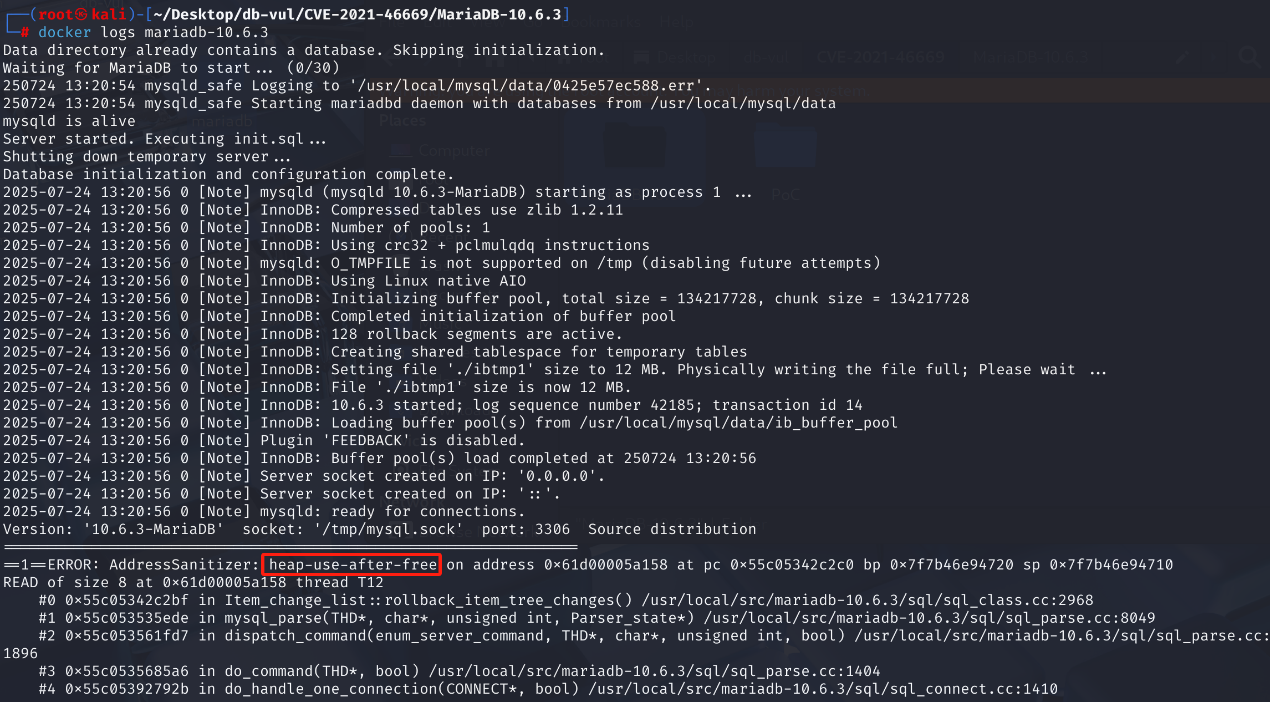 ┌──(root㉿kali)-[~/Desktop/db-vul/CVE-2021-46669/MariaDB-10.6.3]
└─# docker logs mariadb-10.6.3
Data directory already contains a database. Skipping initialization.
Waiting for MariaDB to start... (0/30)
250724 13:20:54 mysqld_safe Logging to '/usr/local/mysql/data/0425e57ec588.err'.
250724 13:20:54 mysqld_safe Starting mariadbd daemon with databases from /usr/local/mysql/data
mysqld is alive
Server started. Executing init.sql...
Shutting down temporary server...
Database initialization and configuration complete.
2025-07-24 13:20:56 0 [Note] mysqld (mysqld 10.6.3-MariaDB) starting as process 1 ...
2025-07-24 13:20:56 0 [Note] InnoDB: Compressed tables use zlib 1.2.11
2025-07-24 13:20:56 0 [Note] InnoDB: Number of pools: 1
2025-07-24 13:20:56 0 [Note] InnoDB: Using crc32 + pclmulqdq instructions
2025-07-24 13:20:56 0 [Note] mysqld: O_TMPFILE is not supported on /tmp (disabling future attempts)
2025-07-24 13:20:56 0 [Note] InnoDB: Using Linux native AIO
2025-07-24 13:20:56 0 [Note] InnoDB: Initializing buffer pool, total size = 134217728, chunk size = 134217728
2025-07-24 13:20:56 0 [Note] InnoDB: Completed initialization of buffer pool
2025-07-24 13:20:56 0 [Note] InnoDB: 128 rollback segments are active.
2025-07-24 13:20:56 0 [Note] InnoDB: Creating shared tablespace for temporary tables
2025-07-24 13:20:56 0 [Note] InnoDB: Setting file './ibtmp1' size to 12 MB. Physically writing the file full; Please wait ...
2025-07-24 13:20:56 0 [Note] InnoDB: File './ibtmp1' size is now 12 MB.
2025-07-24 13:20:56 0 [Note] InnoDB: 10.6.3 started; log sequence number 42185; transaction id 14
2025-07-24 13:20:56 0 [Note] InnoDB: Loading buffer pool(s) from /usr/local/mysql/data/ib_buffer_pool
2025-07-24 13:20:56 0 [Note] Plugin 'FEEDBACK' is disabled.
2025-07-24 13:20:56 0 [Note] InnoDB: Buffer pool(s) load completed at 250724 13:20:56
2025-07-24 13:20:56 0 [Note] Server socket created on IP: '0.0.0.0'.
2025-07-24 13:20:56 0 [Note] Server socket created on IP: '::'.
2025-07-24 13:20:56 0 [Note] mysqld: ready for connections.
Version: '10.6.3-MariaDB'  socket: '/tmp/mysql.sock'  port: 3306  Source distribution
=================================================================
==1==ERROR: AddressSanitizer: heap-use-after-free on address 0x61d00005a158 at pc 0x55c05342c2c0 bp 0x7f7b46e94720 sp 0x7f7b46e94710
READ of size 8 at 0x61d00005a158 thread T12
    #0 0x55c05342c2bf in Item_change_list::rollback_item_tree_changes() /usr/local/src/mariadb-10.6.3/sql/sql_class.cc:2968
    #1 0x55c053535ede in mysql_parse(THD*, char*, unsigned int, Parser_state*) /usr/local/src/mariadb-10.6.3/sql/sql_parse.cc:8049
    #2 0x55c053561fd7 in dispatch_command(enum_server_command, THD*, char*, unsigned int, bool) /usr/local/src/mariadb-10.6.3/sql/sql_parse.cc:
1896
    #3 0x55c0535685a6 in do_command(THD*, bool) /usr/local/src/mariadb-10.6.3/sql/sql_parse.cc:1404
    #4 0x55c05392792b in do_handle_one_connection(CONNECT*, bool) /usr/local/src/mariadb-10.6.3/sql/sql_connect.cc:1410